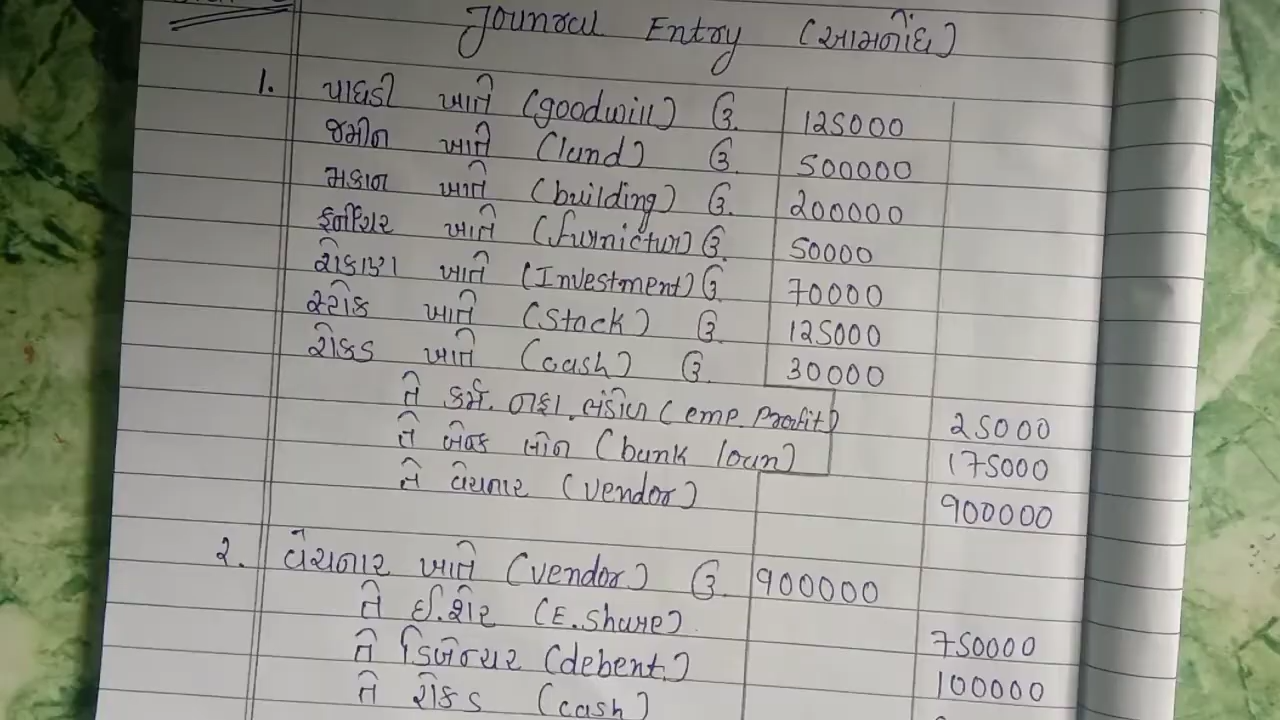 Jounral Entry (આમનોંધ)
1. પાઘડી ખાતે (goodwill) ઉ. 125000
જમીન ખાતે (land) ઉ. 500000
મકાન ખાતે (building) ઉ. 200000
ફર્નિચર ખાતે (furnictur) ઉ. 50000
રોકાણ ખાતે (Investment) ઉ. 70000
સ્ટોક ખાતે (Stock) ઉ. 125000
રોકડ ખાતે (cash) ઉ. 30000
તે કર્મ. નફા. (emp. Profit) 25000
તે બેંક લોન (bank loan) 175000
તે વેચનાર (vendor) 900000
2. વેચનાર ખાતે (vendor) ઉ. 900000
તે ઈ.શેર (E. Share) 750000
તે ડિબેન્ચર (debent.) 100000
તે રોકડ (cash)